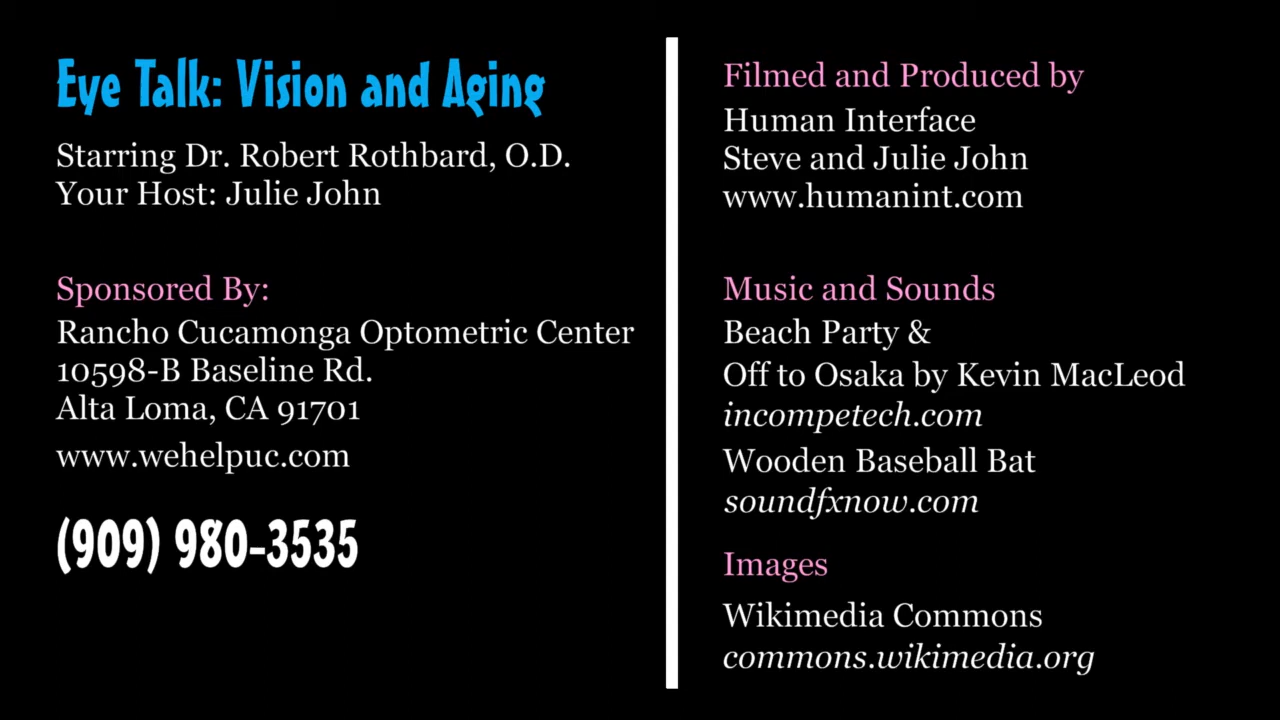 Eye Talk: Vision and Aging
Starring Dr. Robert Rothbard, O.D.
Your Host: Julie John
Sponsored By:
Rancho Cucamonga Optometric Center
10598-B Baseline Rd.
Alta Loma, CA 91701
www.wehelpuc.com
(909) 980-3535
Filmed and Produced by
Human Interface
Steve and Julie John
www.humanint.com
Music and Sounds
Beach Party &
Off to Osaka by Kevin MacLeod
incompetech.com
Wooden Baseball Bat
soundfxnow.com
Images
Wikimedia Commons
commons.wikimedia.org